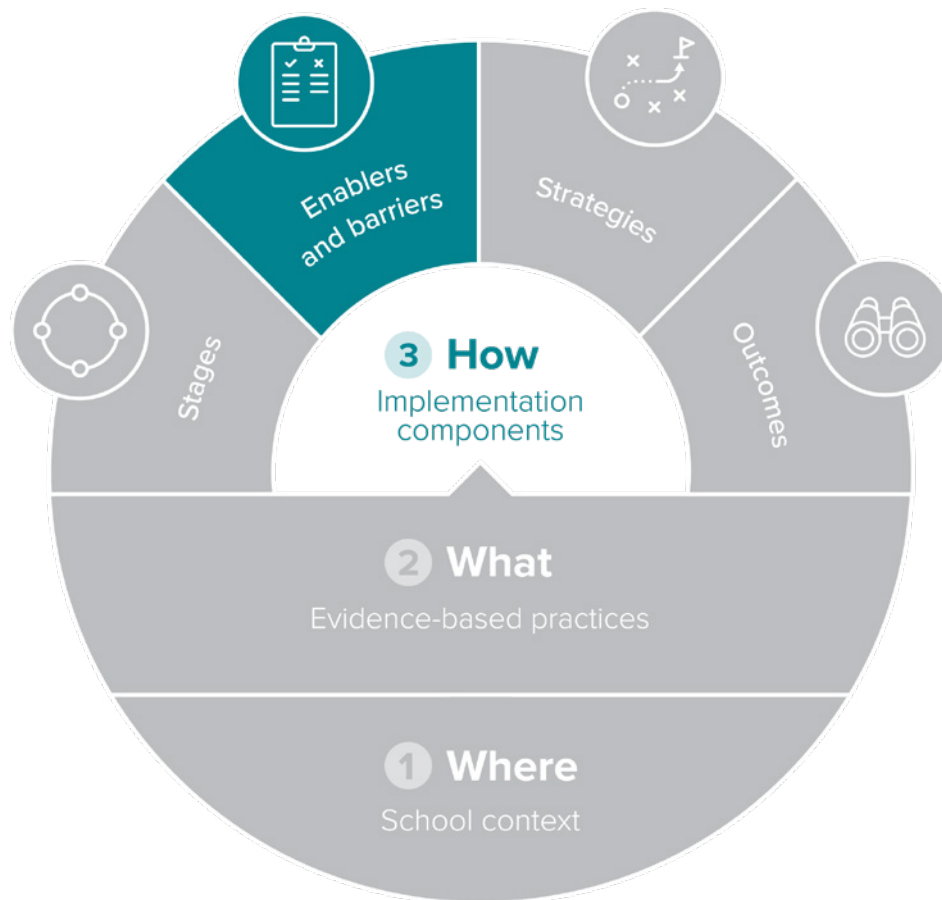 Enablers
and barriers
Strategies
Stages
Outcomes
3 How
Implementation
components
2 What
Evidence-based practices
1 Where
School context